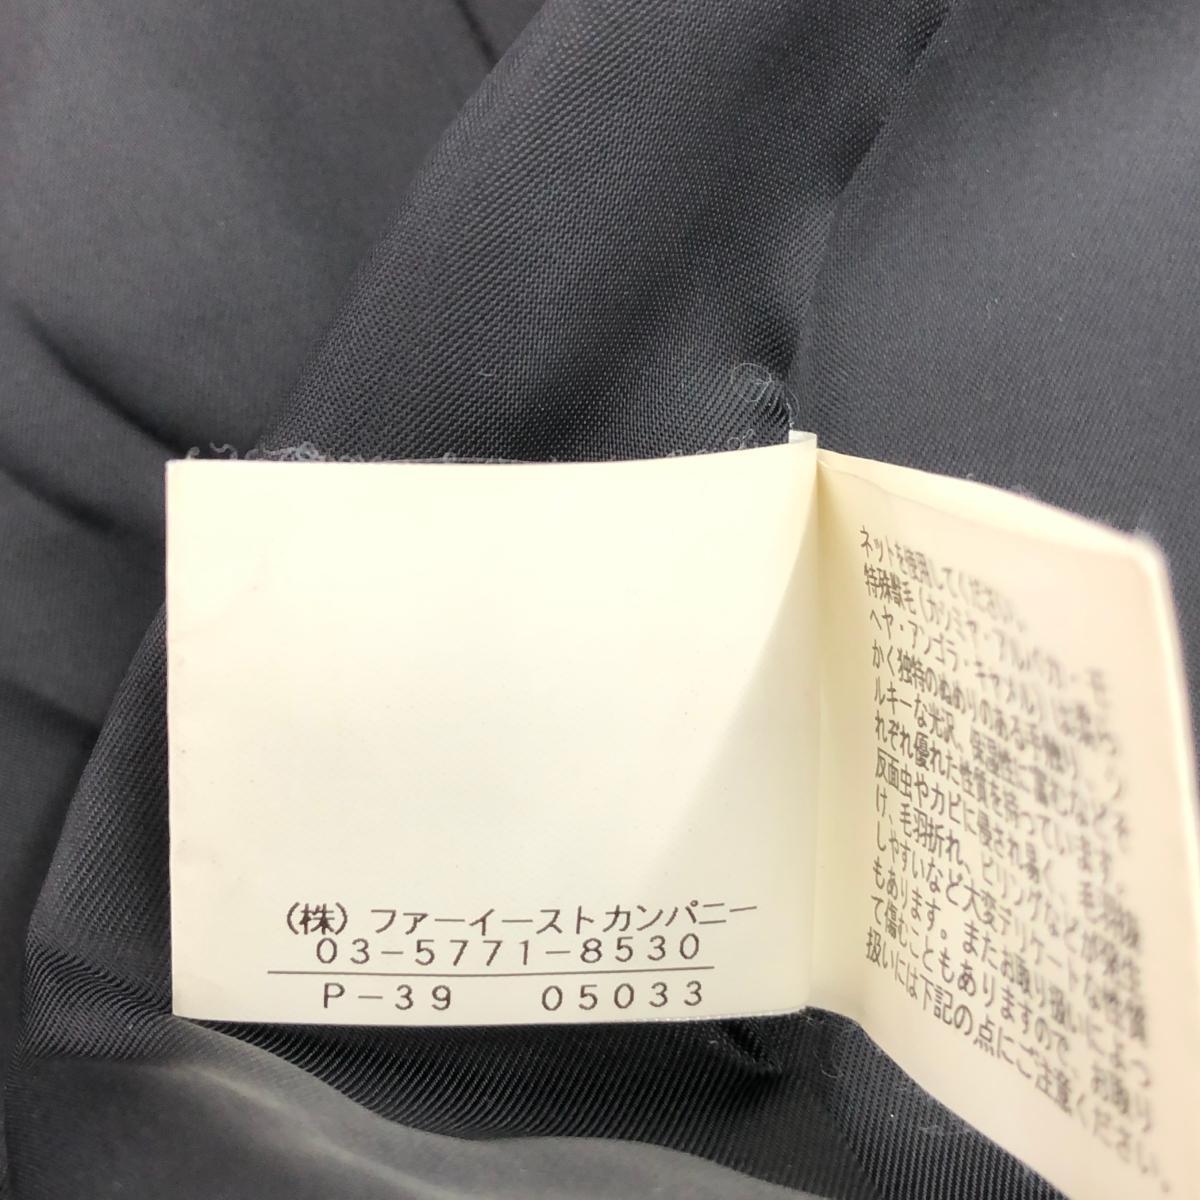 (株)ファーイーストカンパニー
03-5771-8530
P-39 05033
ネットを使用してください。
特殊獣毛(カシミヤ・アルパカ・モ
ヘヤ・アンゴラ・キャメル)は柔ら
かく独特のぬめりのある手触り、シ
ルキーな光沢、保温性に富むなどそ
れぞれ優れた性質を持っています。
反面虫やカビに侵され易く、毛羽抜
け、毛羽折れ、ピリングなどが発生
しやすいなど大変デリケートな性質
もあります。またお取り扱いによっ
て傷むこともありますので、お取り
扱いには下記の点にご注意ください。